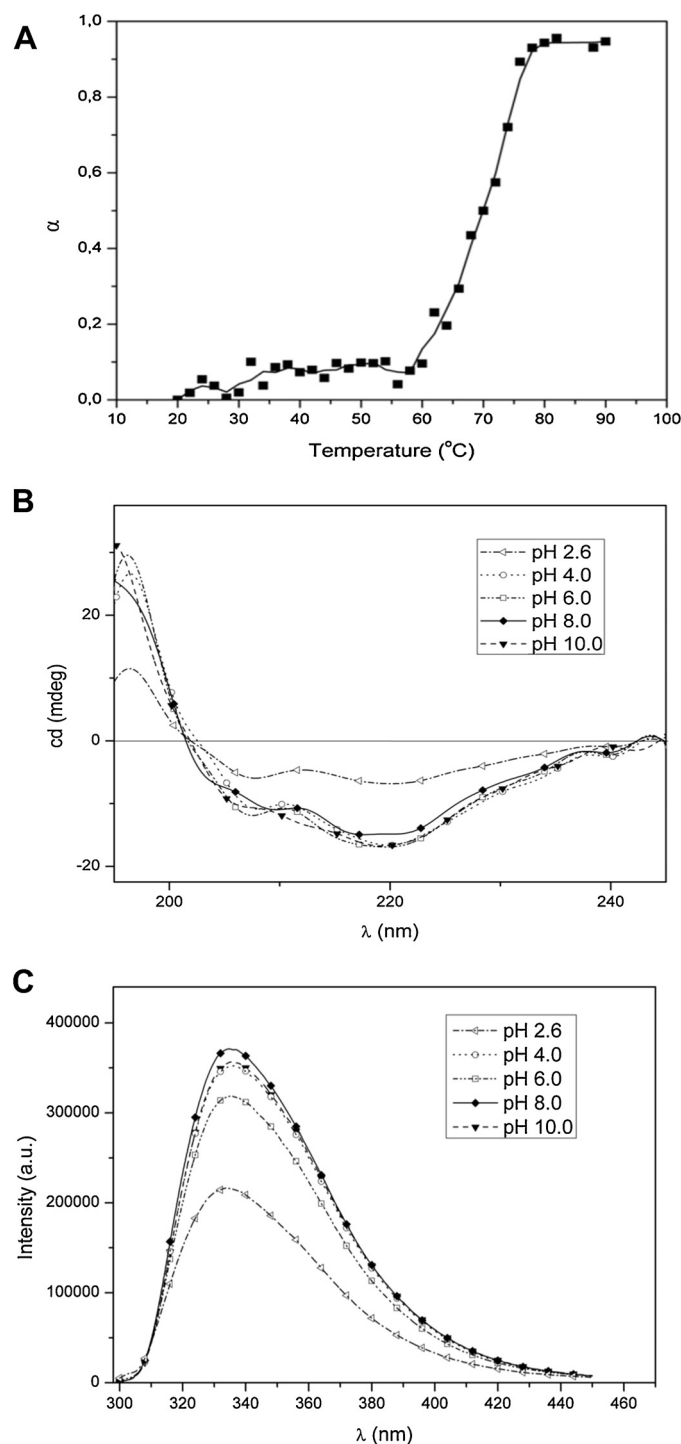 A
1,0
0,8
0,6
0,4
0,2
0,0
α
10 20 30 40 50 60 70 80 90 100
Temperature (°C)
B
20
0
-20
cd (mdeg)
pH 2.6
pH 4.0
pH 6.0
pH 8.0
pH 10.0
200 220 240
λ (nm)
C
400000
300000
200000
100000
0
Intensity (a.u.)
pH 2.6
pH 4.0
pH 6.0
pH 8.0
pH 10.0
300 320 340 360 380 400 420 440 460
λ (nm)